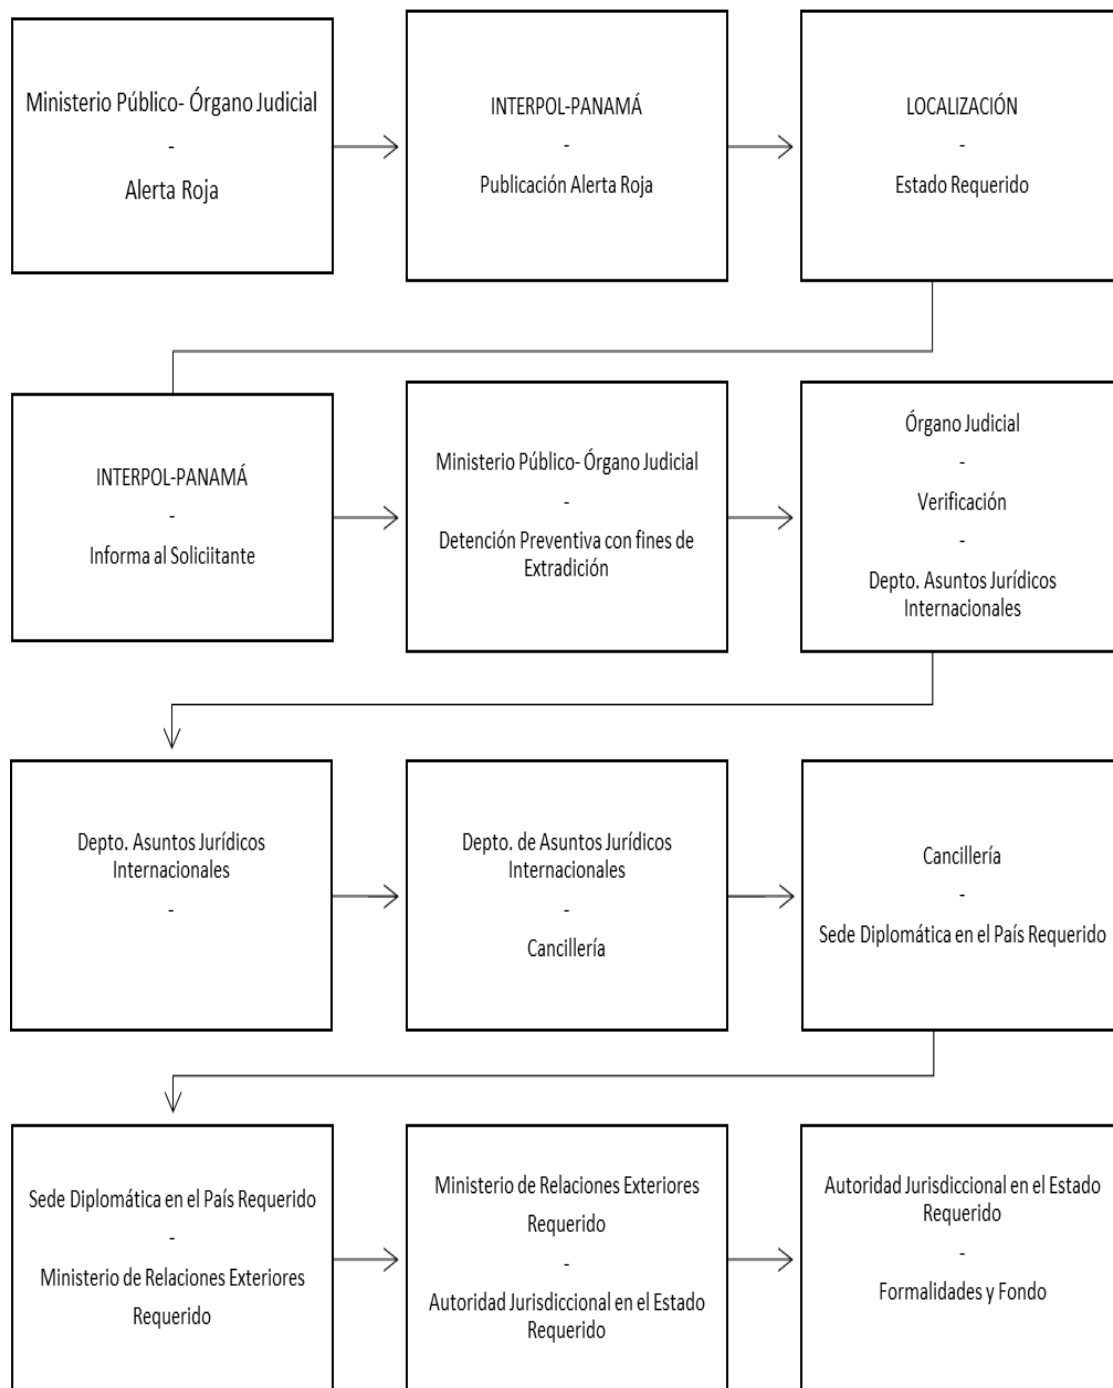 Ministerio Público- Órgano Judicial
-
Alerta Roja
INTERPOL-PANAMÁ
-
Publicación Alerta Roja
LOCALIZACIÓN
-
Estado Requerido
INTERPOL-PANAMÁ
-
Informa al Soliciitante
Ministerio Público- Órgano Judicial
-
Detención Preventiva con fines de
Extradición
Órgano Judicial
-
Verificación
-
Depto. Asuntos Jurídicos
Internacionales
Depto. Asuntos Jurídicos
Internacionales
-
Depto. de Asuntos Jurídicos
Internacionales
-
Cancillería
Cancillería
-
Sede Diplomática en el País Requerido
Sede Diplomática en el País Requerido
-
Ministerio de Relaciones Exteriores
Requerido
Ministerio de Relaciones Exteriores
Requerido
-
Autoridad Jurisdiccional en el Estado
Requerido
Autoridad Jurisdiccional en el Estado
Requerido
-
Formalidades y Fondo